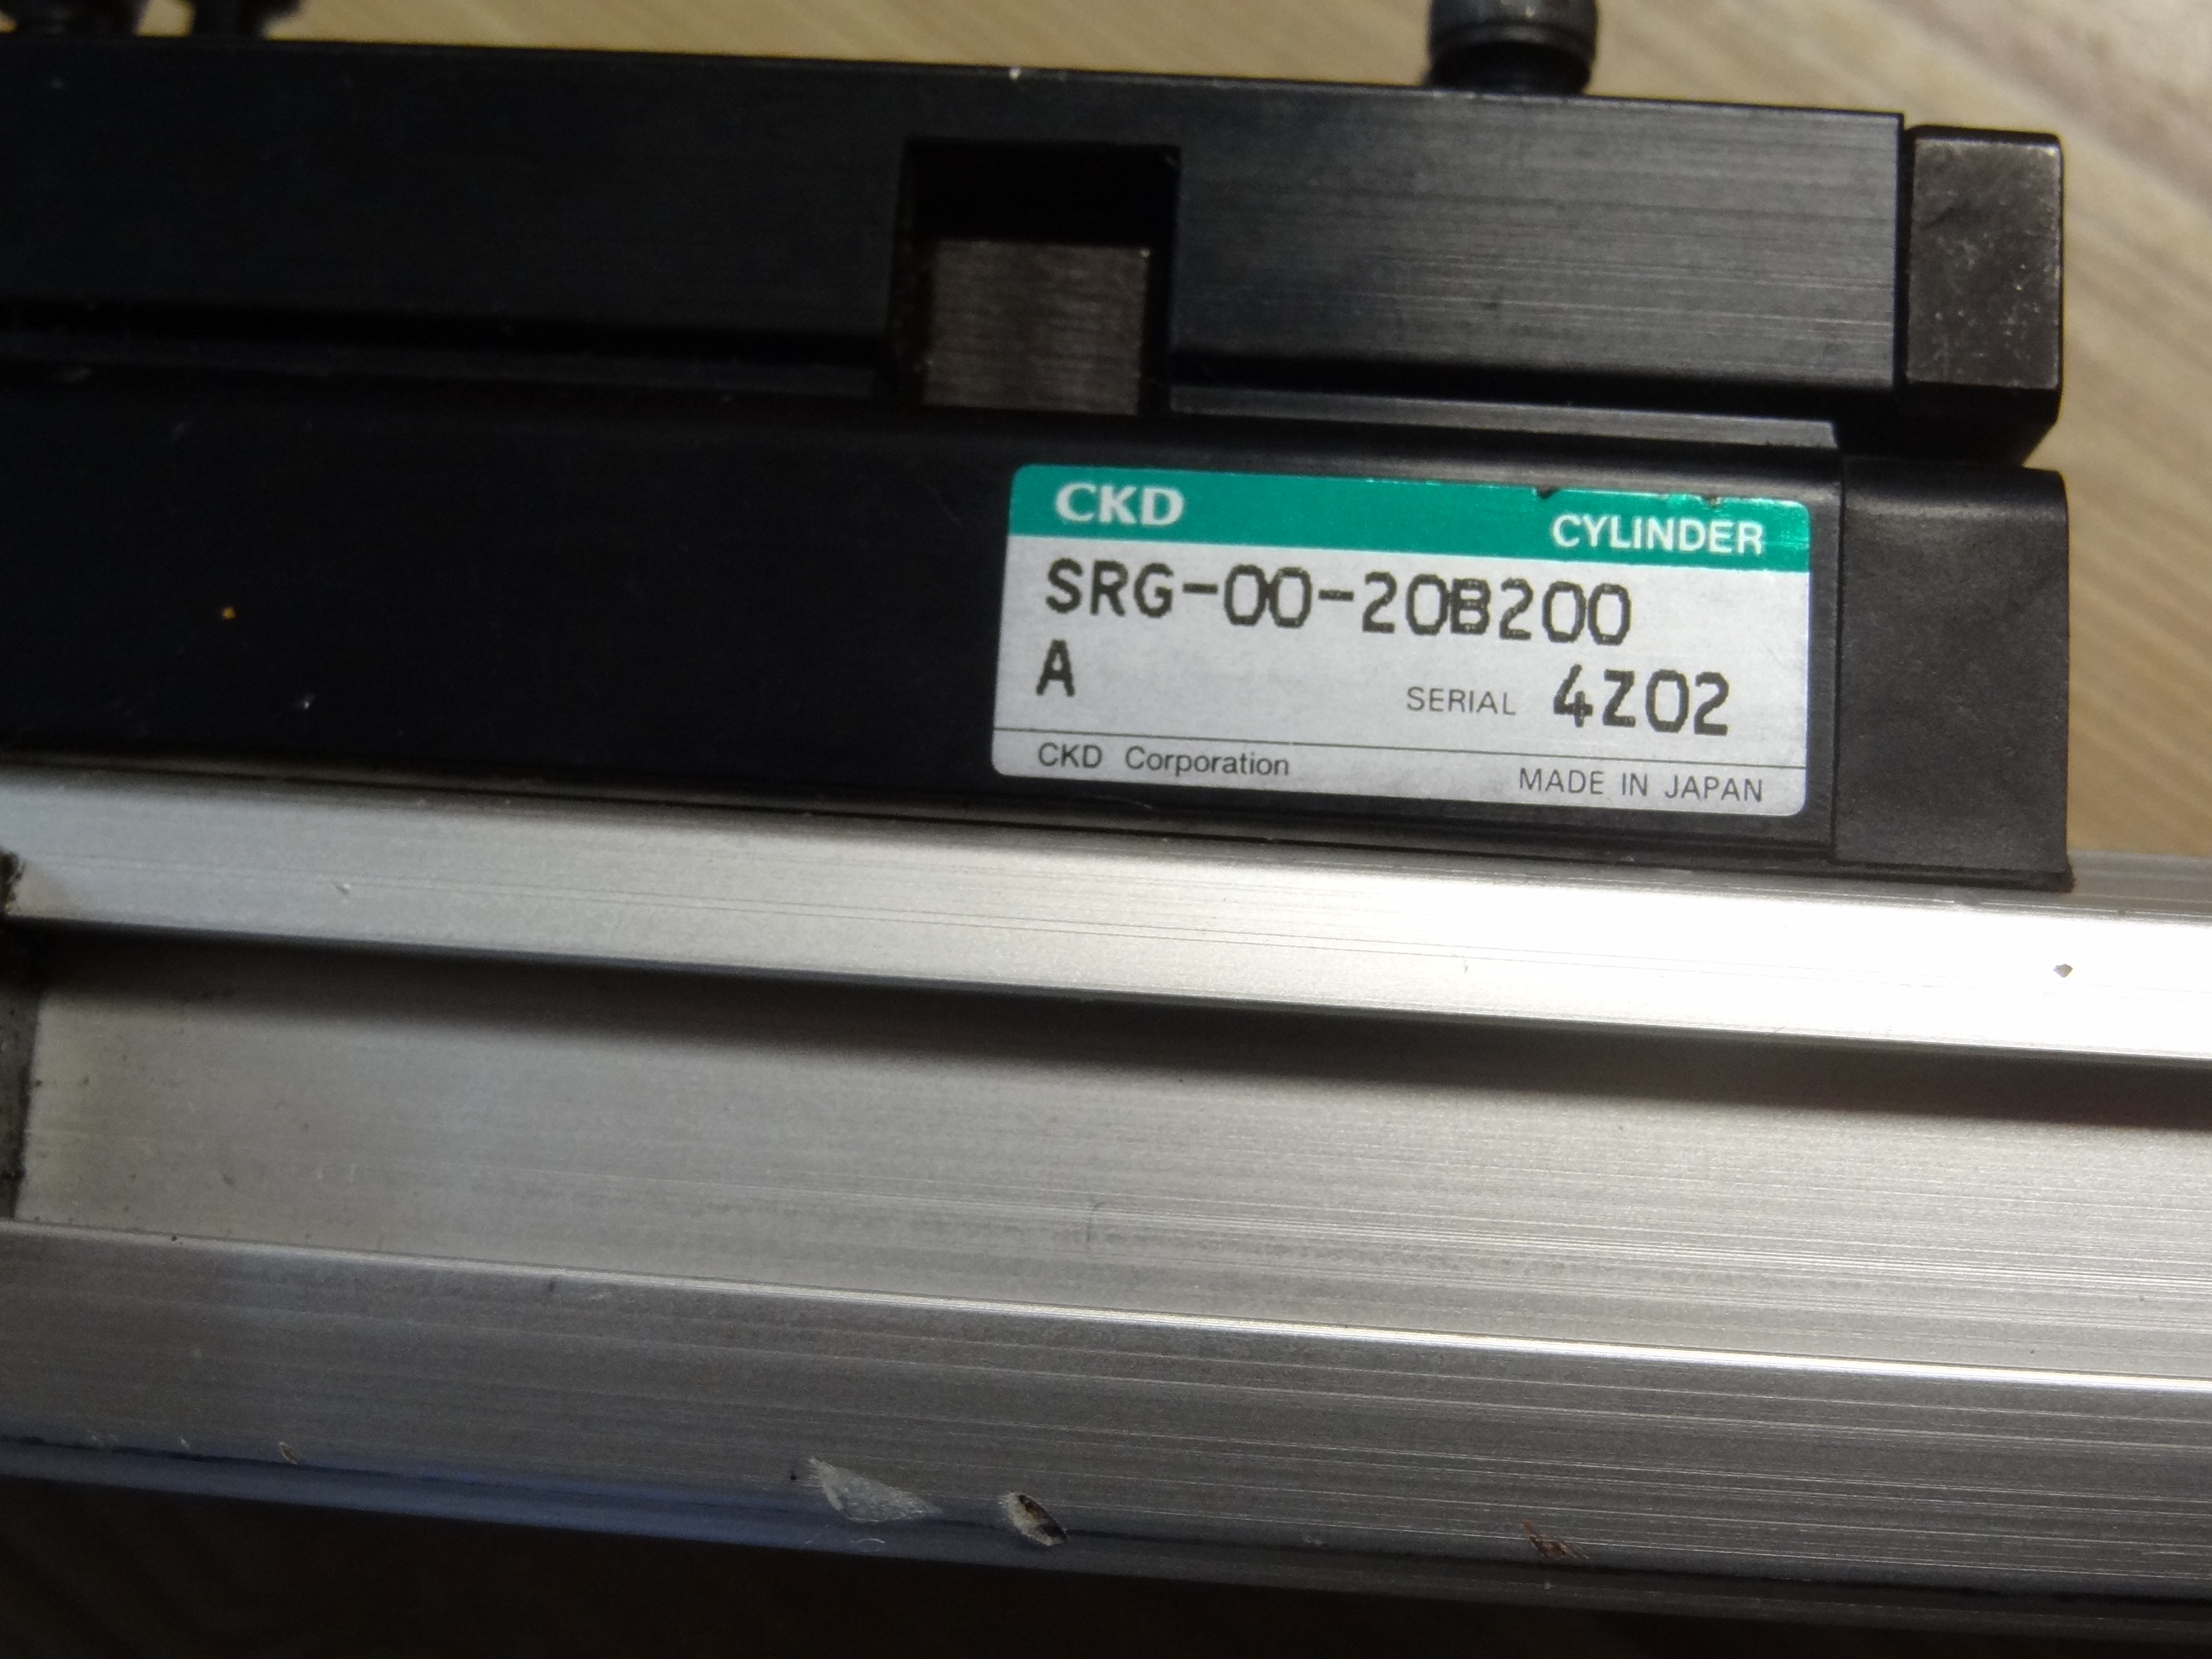 CKD CYLINDER
SRG-00-20B200
A SERIAL 4Z02
CKD Corporation MADE IN JAPAN